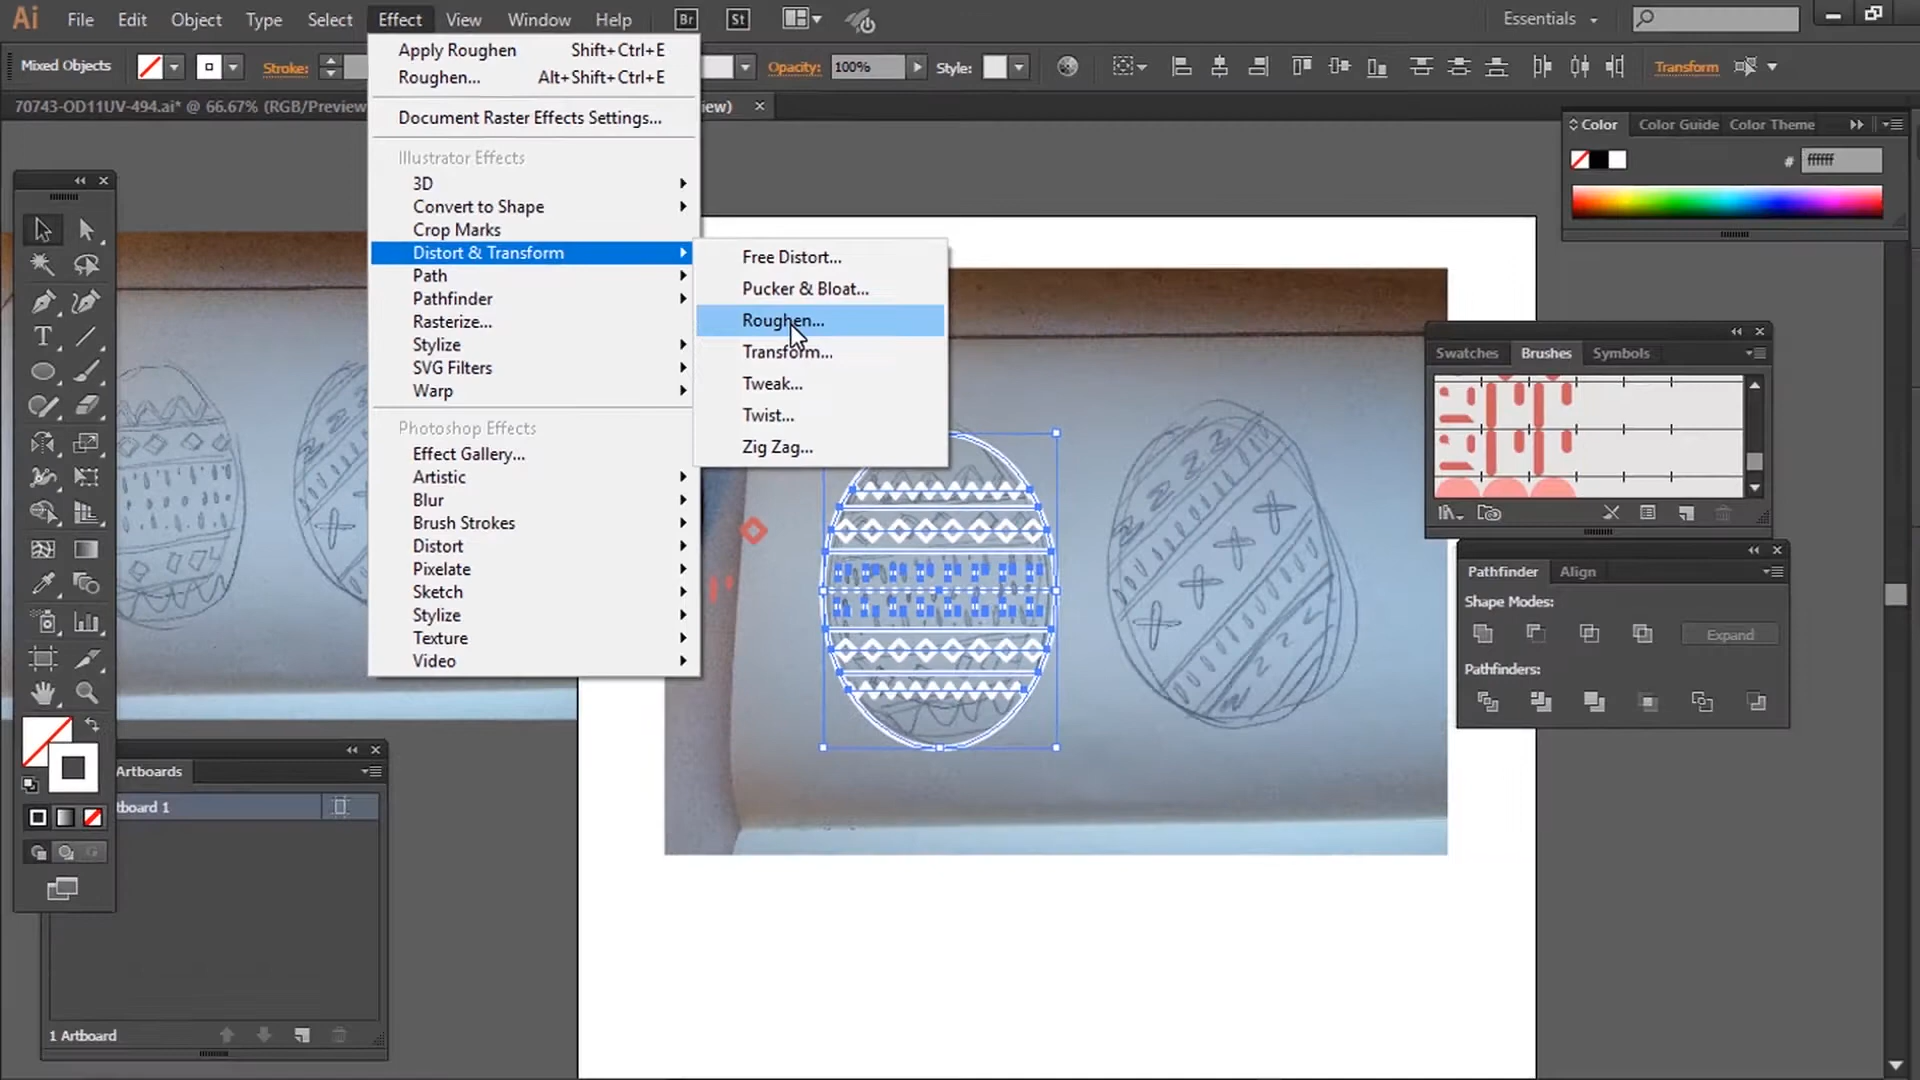 Ai File Edit Object Type Select Effect View Window Help Br St Essentials
Mixed Objects Stroke: Opacity: 100% Style: Transform
70743-OD11UV-494.ai* @ 66.67% (RGB/Preview iew)
Apply Roughen Shift+Ctrl+E
Roughen... Alt+Shift+Ctrl+E
Document Raster Effects Settings...
Illustrator Effects
3D
Convert to Shape
Crop Marks
Distort & Transform
Path
Pathfinder
Rasterize...
Stylize
SVG Filters
Warp
Photoshop Effects
Effect Gallery...
Artistic
Blur
Brush Strokes
Distort
Pixelate
Sketch
Stylize
Texture
Video
Free Distort...
Pucker & Bloat...
Roughen...
Transform...
Tweak...
Twist...
Zig Zag...
Color Color Guide Color Theme
# ffffff
Swatches Brushes Symbols
Pathfinder Align
Shape Modes:
Expand
Pathfinders:
Artboards
tboard 1
1 Artboard